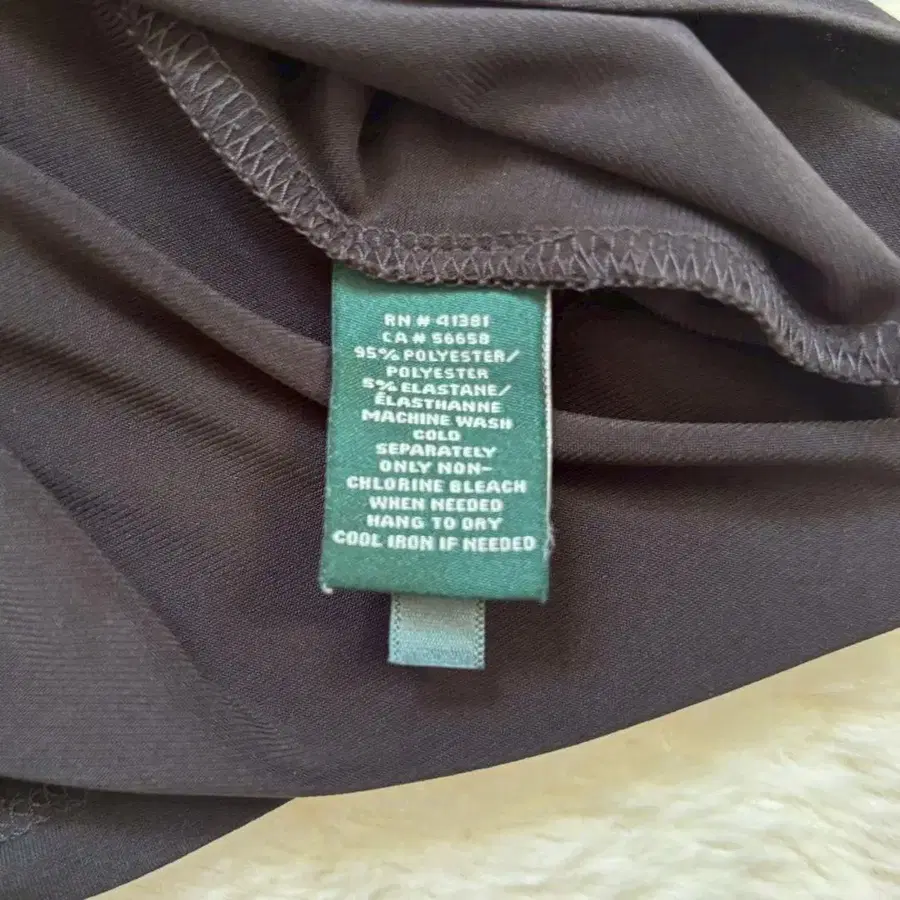 RN # 41381
CA # 56658
95% POLYESTER/
POLYESTER
5% ELASTANE/
ÉLASTHANNE
MACHINE WASH
COLD
SEPARATELY
ONLY NON-
CHLORINE BLEACH
WHEN NEEDED
HANG TO DRY
COOL IRON IF NEEDED